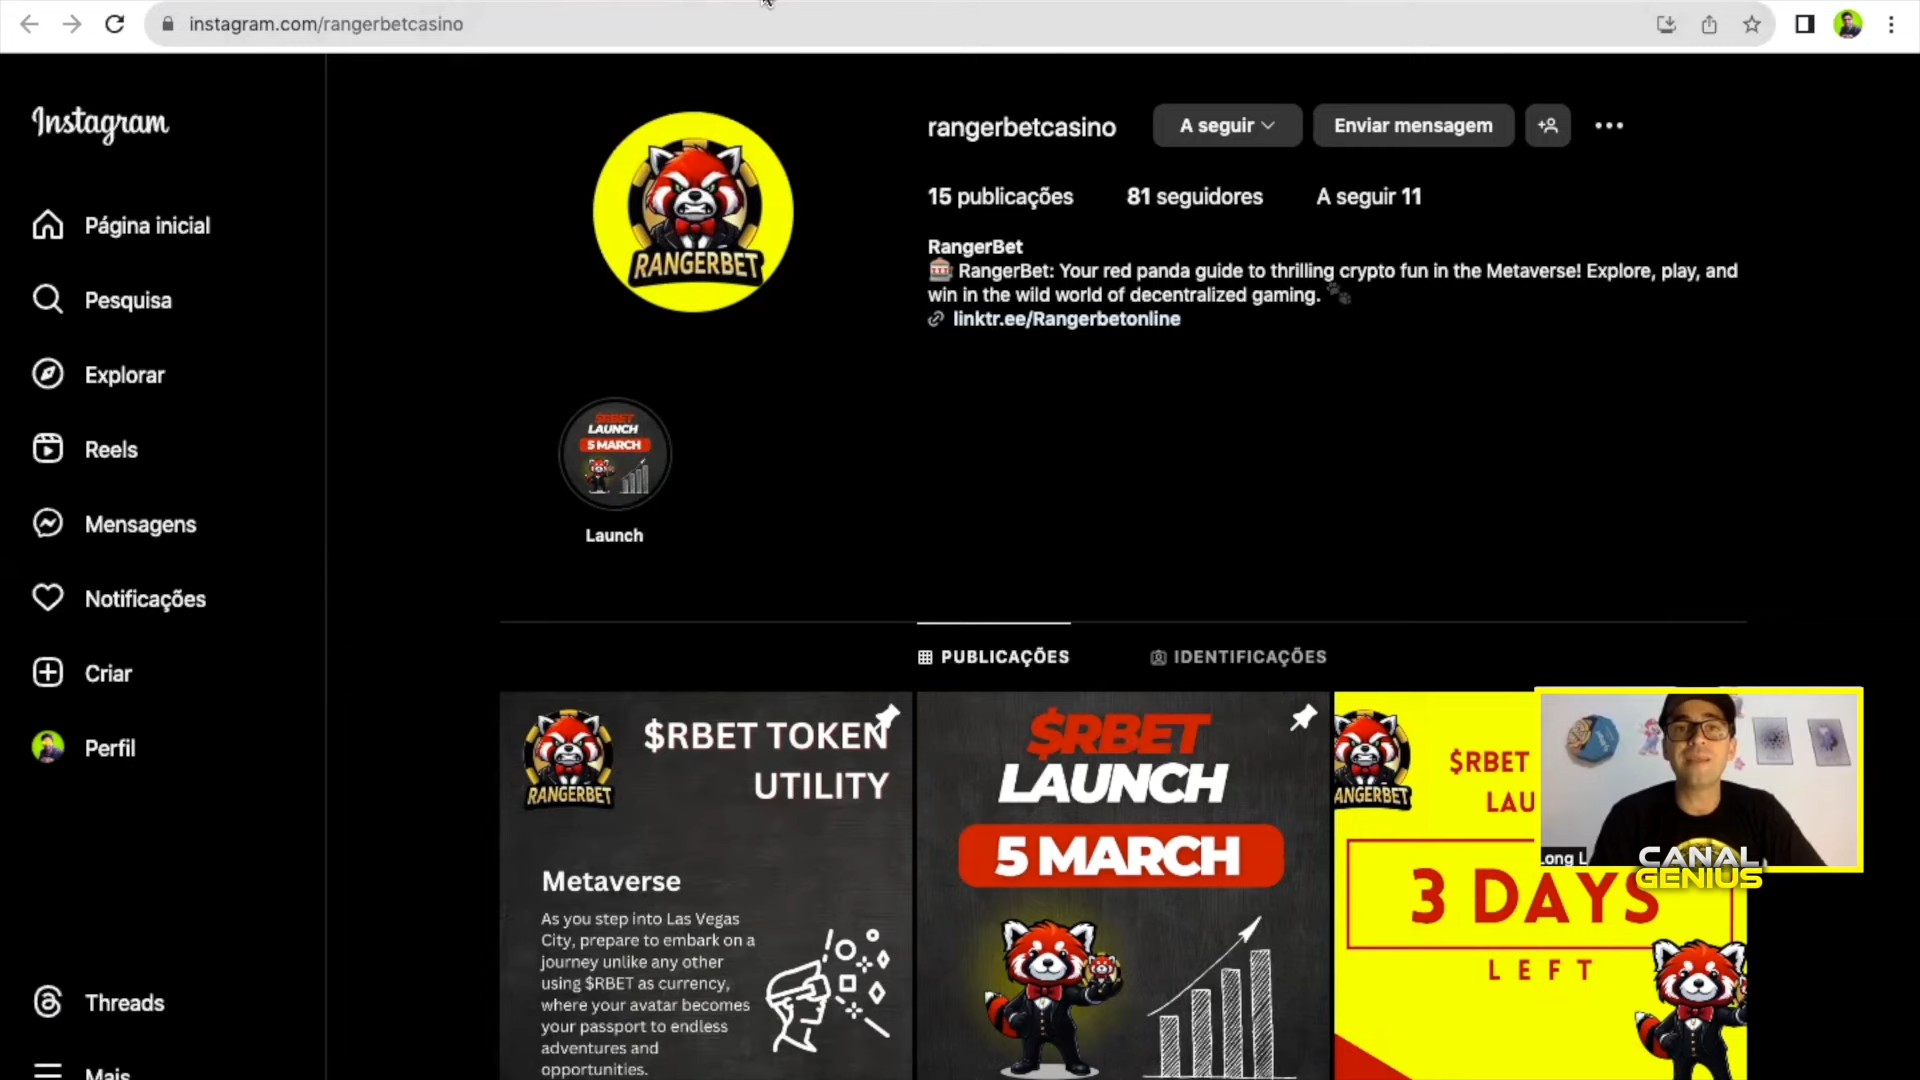 instagram.com/rangerbetcasino
Instagram
Página inicial
Pesquisa
Explorar
Reels
Mensagens
Notificações
Criar
Perfil
Threads
Mais
RANGERBET
rangerbetcasino
A seguir
Enviar mensagem
15 publicações
81 seguidores
A seguir 11
RangerBet
RangerBet: Your red panda guide to thrilling crypto fun in the Metaverse! Explore, play, and
win in the wild world of decentralized gaming.
linktr.ee/Rangerbetonline
$RBET
LAUNCH
5 MARCH
Launch
PUBLICAÇÕES
IDENTIFICAÇÕES
RANGERBET
$RBET TOKEN
UTILITY
Metaverse
As you step into Las Vegas
City, prepare to embark on a
journey unlike any other
using $RBET as currency,
where your avatar becomes
your passport to endless
adventures and
opportunities.
$RBET
LAUNCH
5 MARCH
ANGERBET
$RBET
LAU
3 DAYS
LEFT
Long L
CANAL
GENIUS